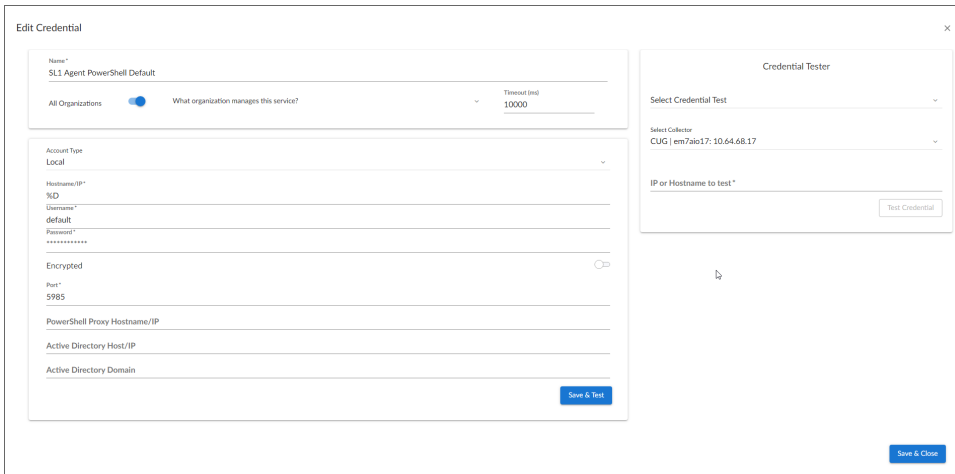 Edit Credential
×
Name*
SL1 Agent PowerShell Default
All Organizations
What organization manages this service?
Timeout (ms)
10000
Account Type
Local
Hostname/IP*
%D
Username*
default
Password*
************
Encrypted
Port*
5985
PowerShell Proxy Hostname/IP
Active Directory Host/IP
Active Directory Domain
Save & Test
Credential Tester
Select Credential Test
Select Collector
CUG | em7aio17: 10.64.68.17
IP or Hostname to test*
Test Credential
Save & Close